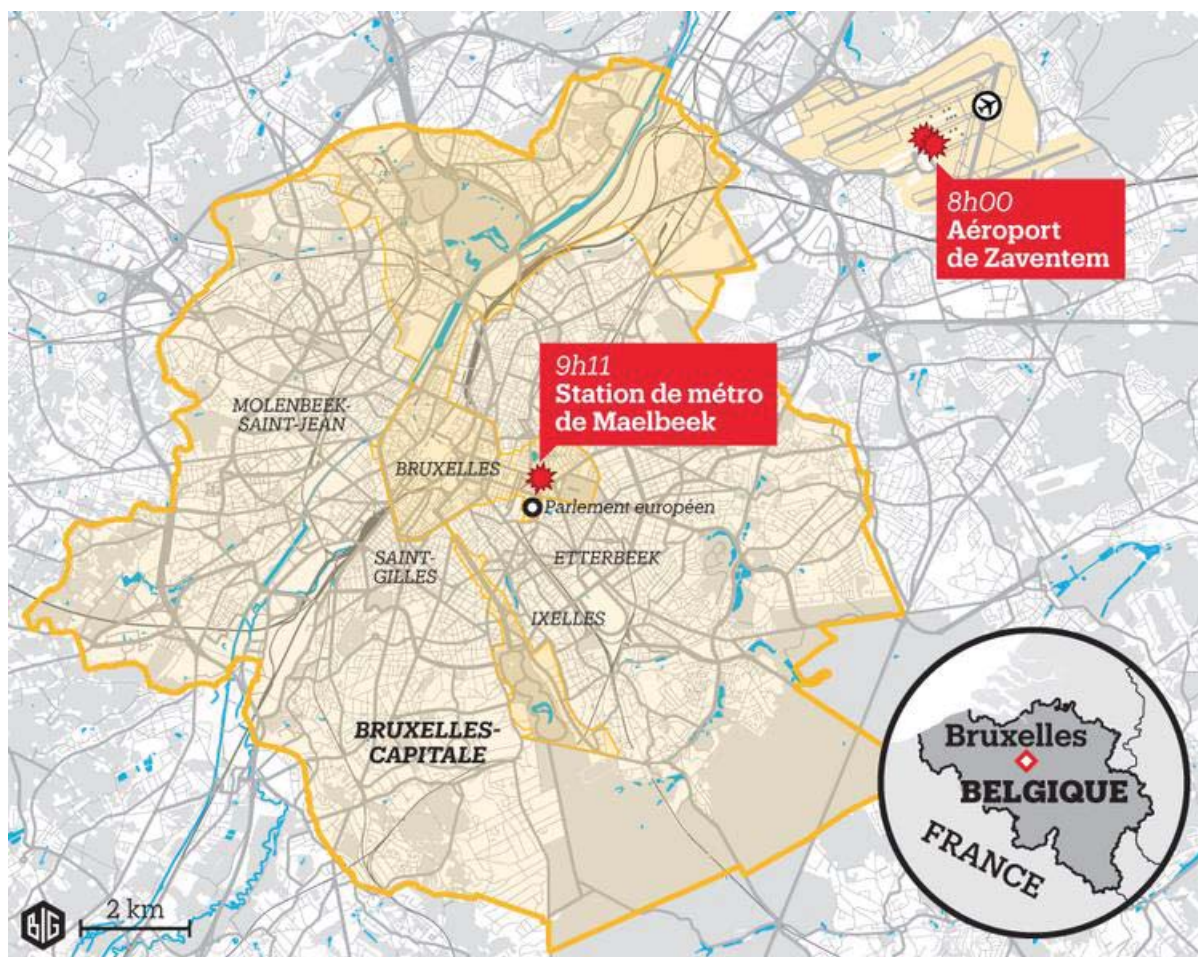 8h00
Aéroport
de Zaventem
9h11
Station de métro
de Maelbeek
MOLENBEEK-
SAINT-JEAN
BRUXELLES
Parlement européen
SAINT-
GILLES
ETTERBEEK
IXELLES
BRUXELLES-
CAPITALE
Bruxelles
BELGIQUE
FRANCE
BIG
2 km